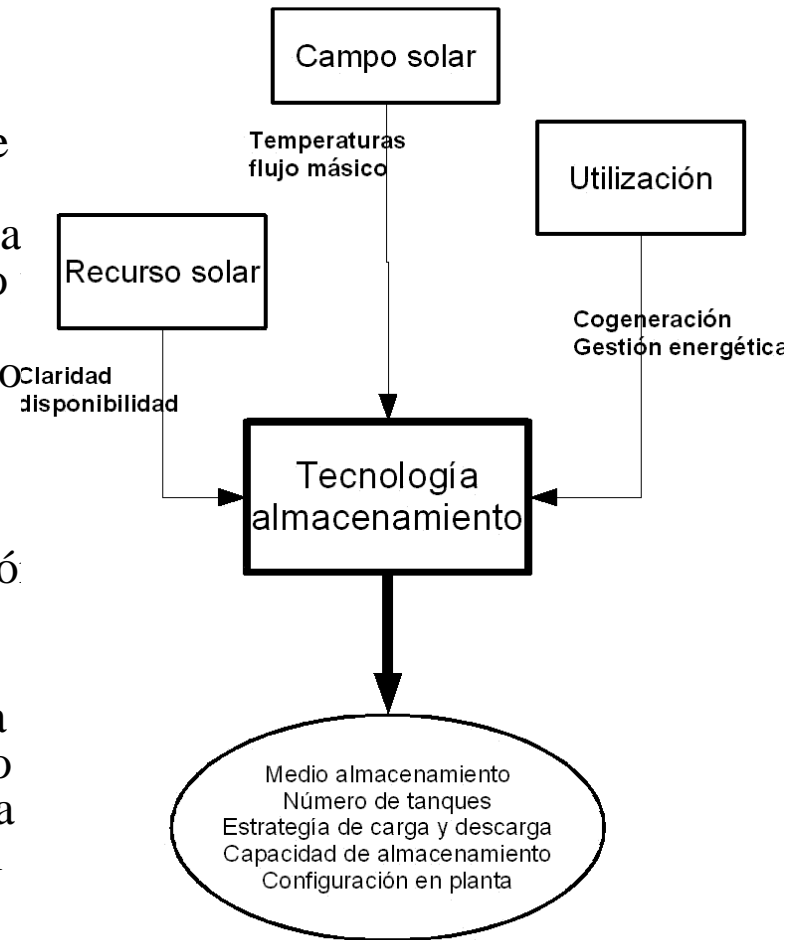 Campo solar
Temperaturas
flujo másico
Utilización
Recurso solar
Cogeneración
Gestión energética
Claridad
disponibilidad
Tecnología
almacenamiento
Medio almacenamiento
Número de tanques
Estrategía de carga y descarga
Capacidad de almacenamiento
Configuración en planta